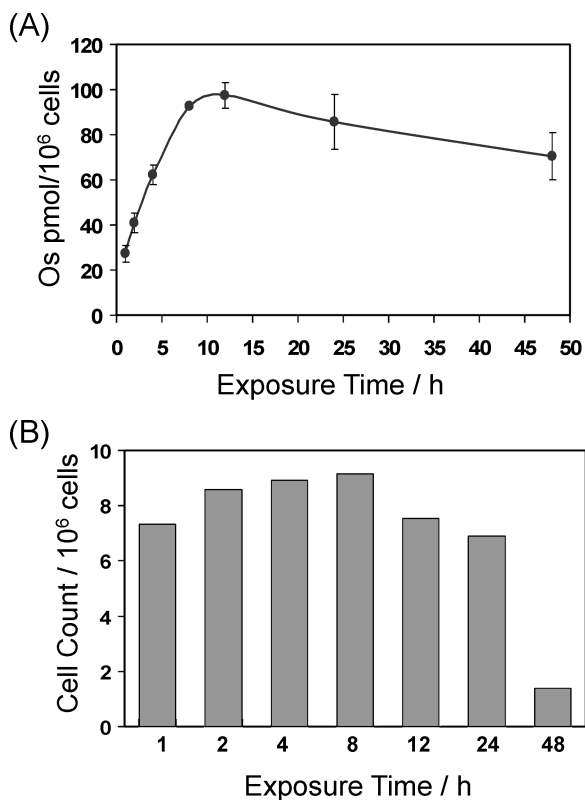 (A)
120
100
80
60
40
20
0
Os pmol/10⁶ cells
0 5 10 15 20 25 30 35 40 45 50
Exposure Time / h
(B)
10
8
6
4
2
0
Cell Count / 10⁶ cells
1 2 4 8 12 24 48
Exposure Time / h